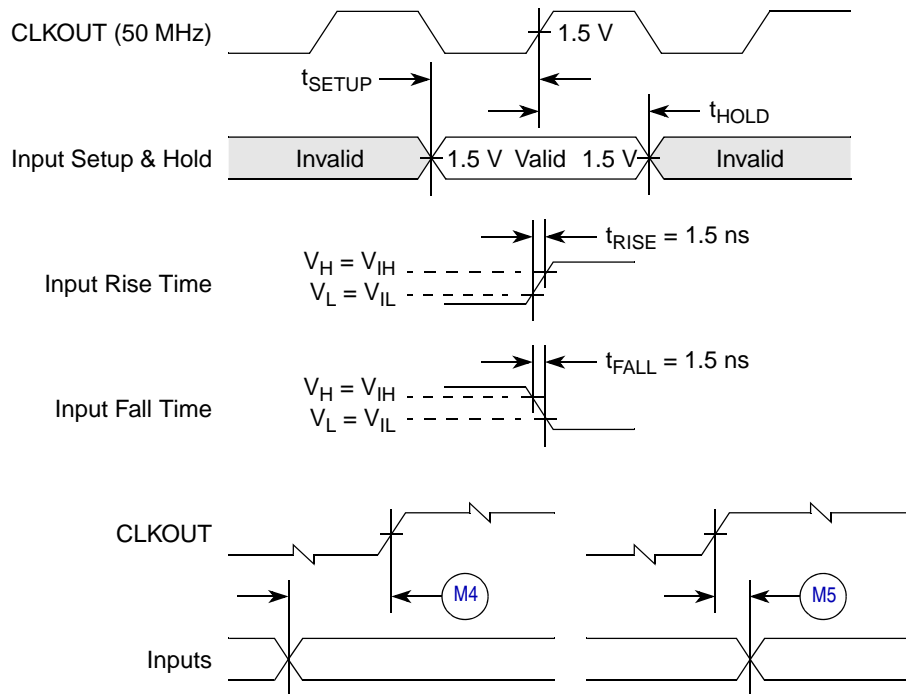 CLKOUT (50 MHz) 1.5 V
tSETUP
tHOLD
Input Setup & Hold Invalid 1.5 V Valid 1.5 V Invalid
tRISE = 1.5 ns
VH = VIH
Input Rise Time
VL = VIL
tFALL = 1.5 ns
VH = VIH
Input Fall Time
VL = VIL
CLKOUT
M4 M5
Inputs